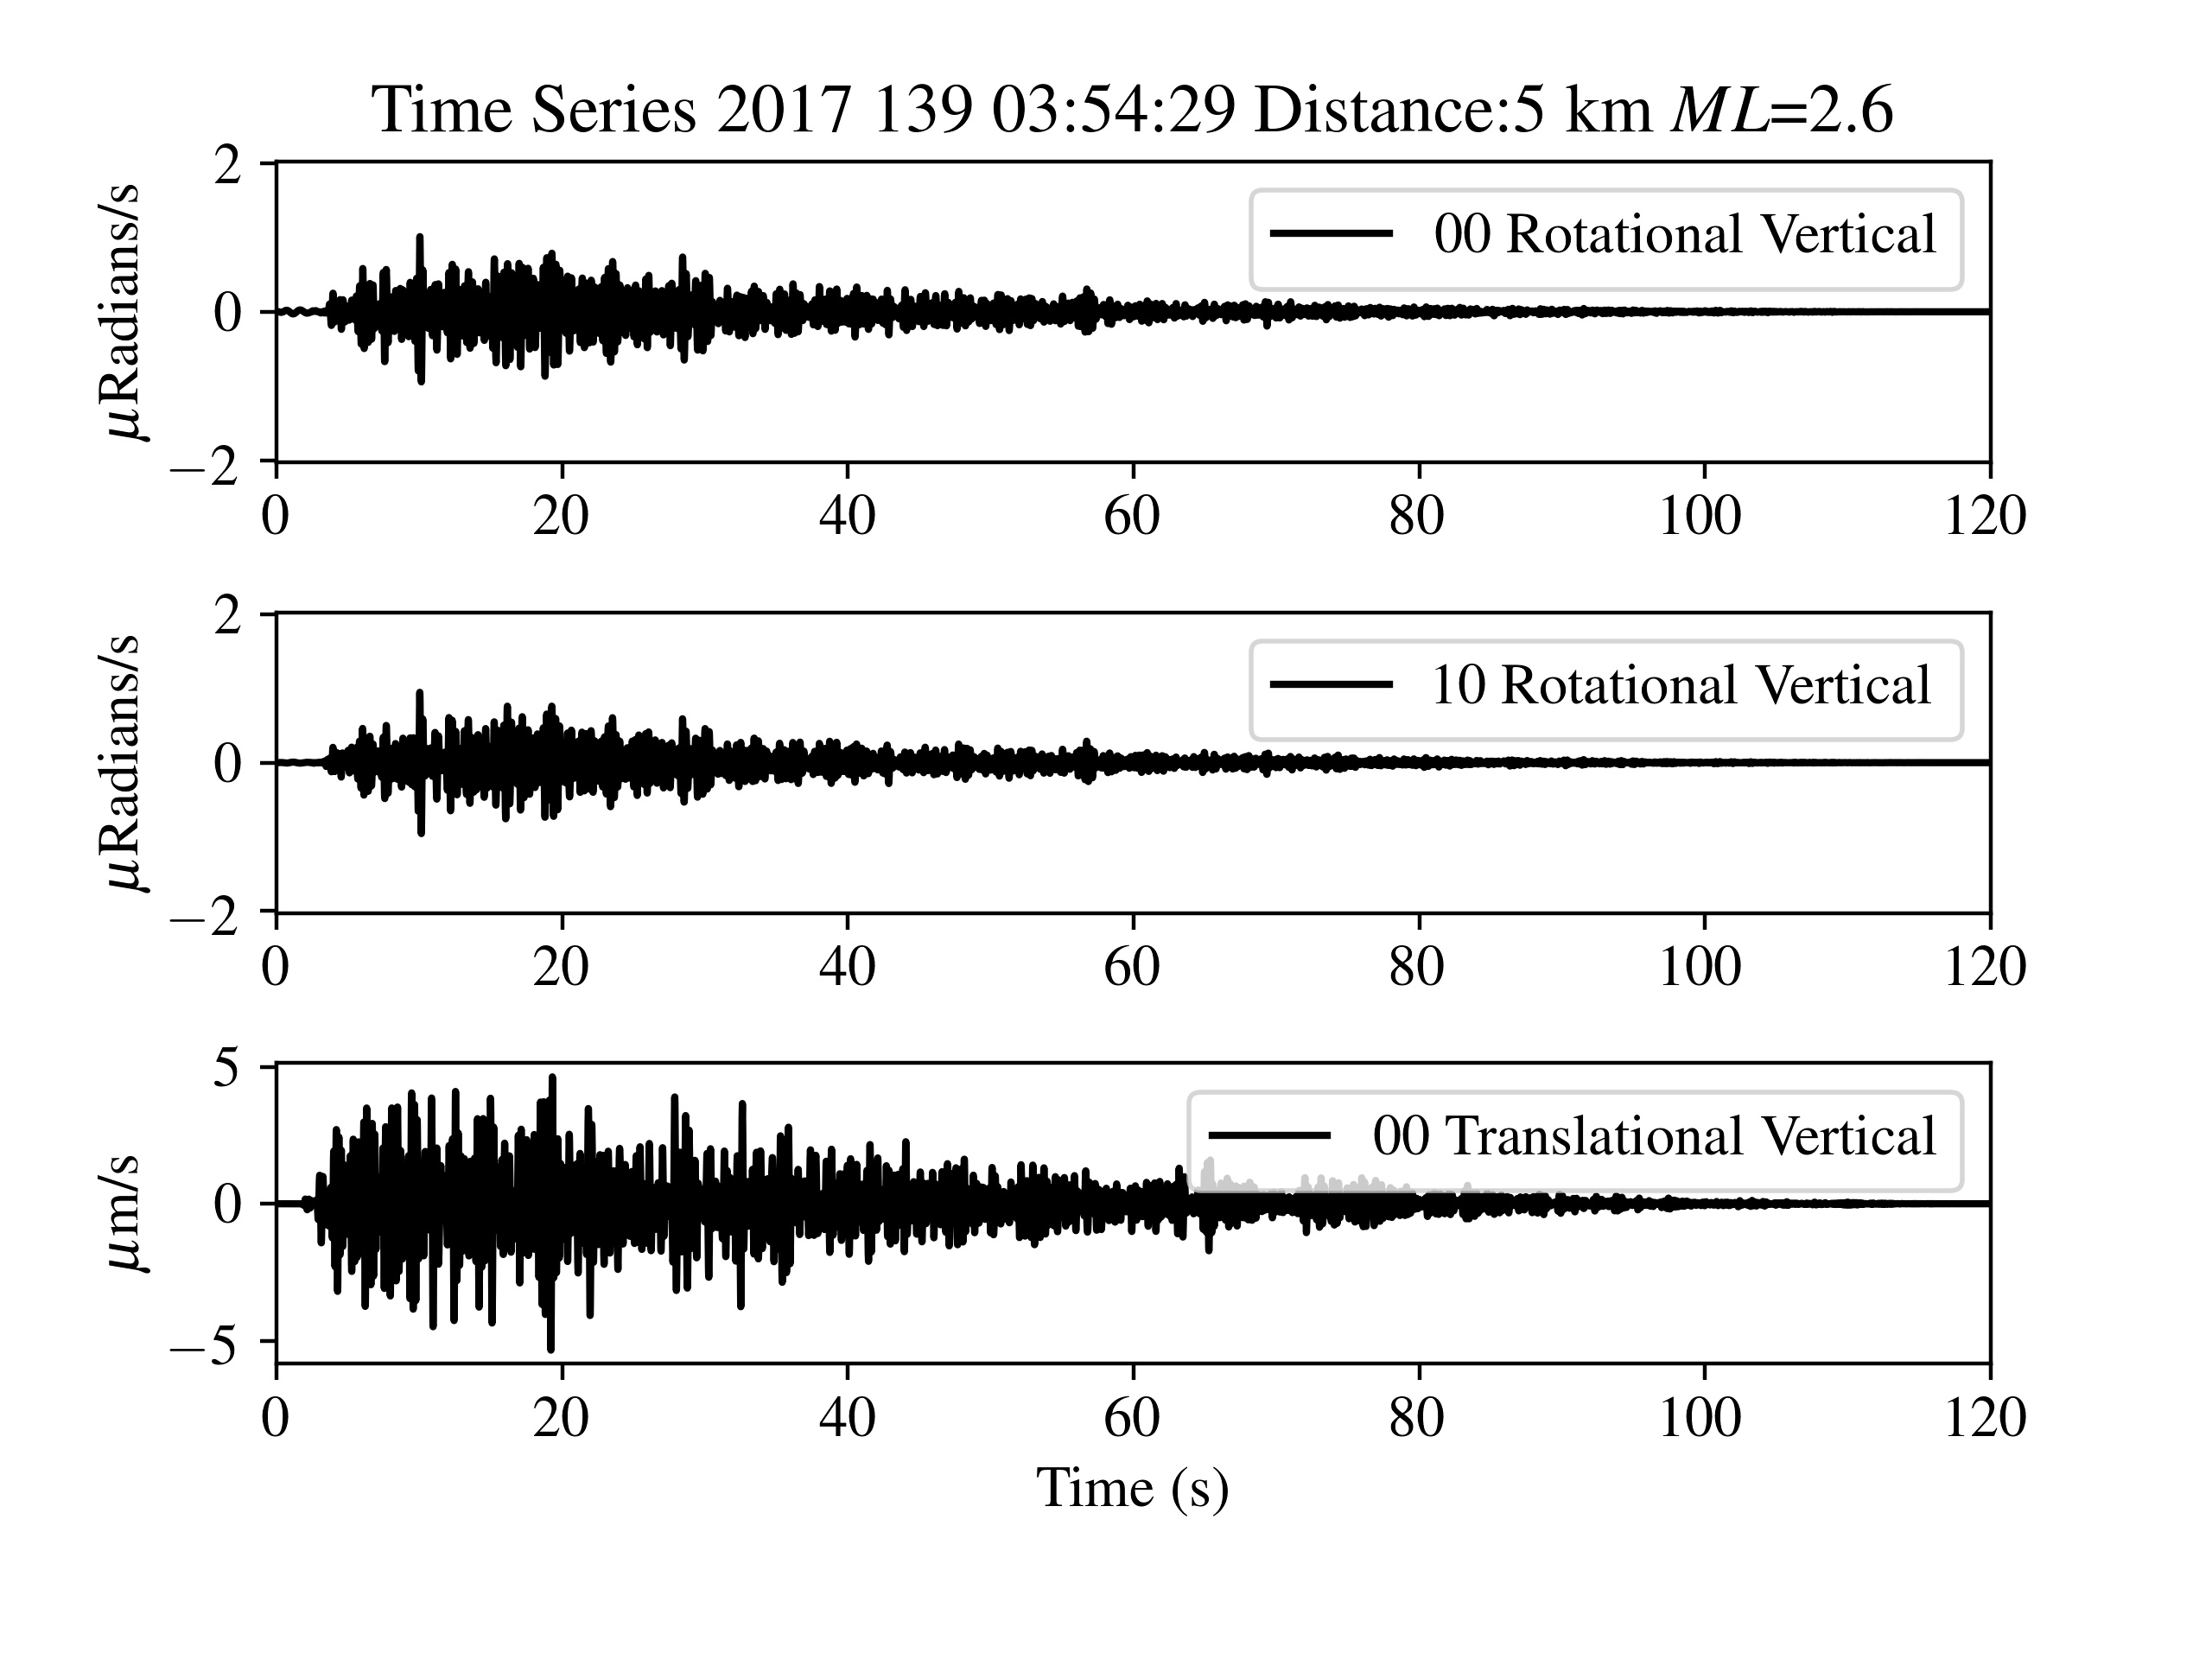 Time Series 2017 139 03:54:29 Distance:5 km ML=2.6
2
0
−2
μRadians/s
00 Rotational Vertical
0 20 40 60 80 100 120
2
0
−2
μRadians/s
10 Rotational Vertical
0 20 40 60 80 100 120
5
0
−5
μm/s
00 Translational Vertical
0 20 40 60 80 100 120
Time (s)